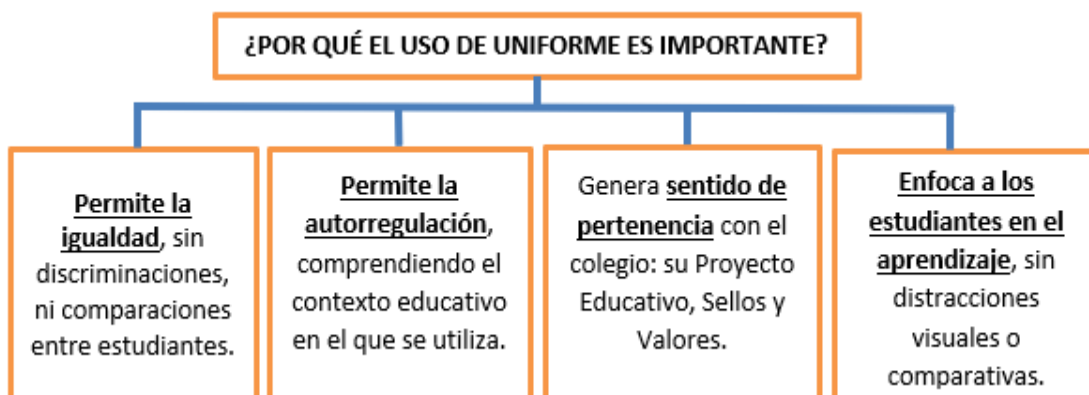 ¿POR QUÉ EL USO DE UNIFORME ES IMPORTANTE?
Permite la
igualdad, sin
discriminaciones,
ni comparaciones
entre estudiantes.
Permite la
autorregulación,
comprendiendo el
contexto educativo
en el que se utiliza.
Genera sentido de
pertenencia con el
colegio: su Proyecto
Educativo, Sellos y
Valores.
Enfoca a los
estudiantes en el
aprendizaje, sin
distracciones
visuales o
comparativas.